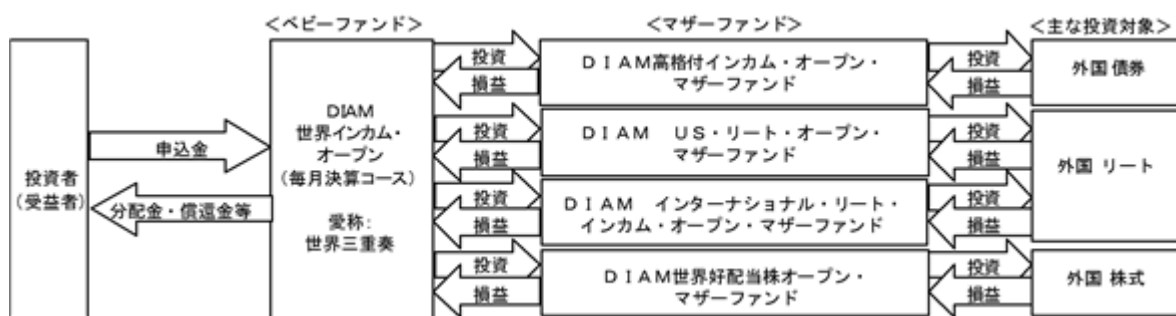 <ベビーファンド>
<マザーファンド>
<主な投資対象>
投資者
(受益者)
申込金
分配金・償還金等
DIAM
世界インカム・
オープン
(毎月決算コース)
愛称:
世界三重奏
投資
損益
DIAM高格付インカム・オープン・
マザーファンド
投資
損益
外国 債券
投資
損益
DIAM US・リート・オープン・
マザーファンド
投資
損益
外国 リート
投資
損益
DIAM インターナショナル・リート・
インカム・オープン・マザーファンド
投資
損益
投資
損益
DIAM世界好配当株オープン・
マザーファンド
投資
損益
外国 株式